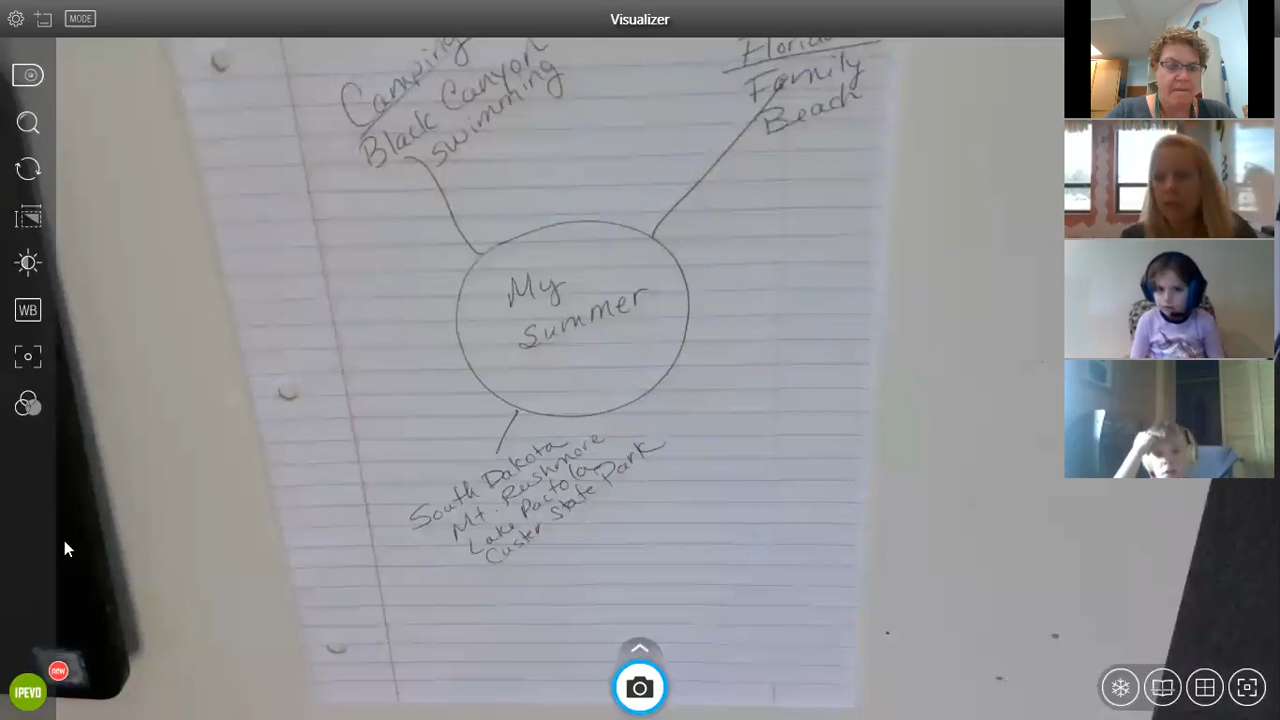 MODE
Visualizer
Camping
Black Canyon
swimming
Florida
Family
Beach
My
Summer
South Dakota
Mt. Rushmore
Lake Pactola
Custer State Park
WB
new
IPEVO